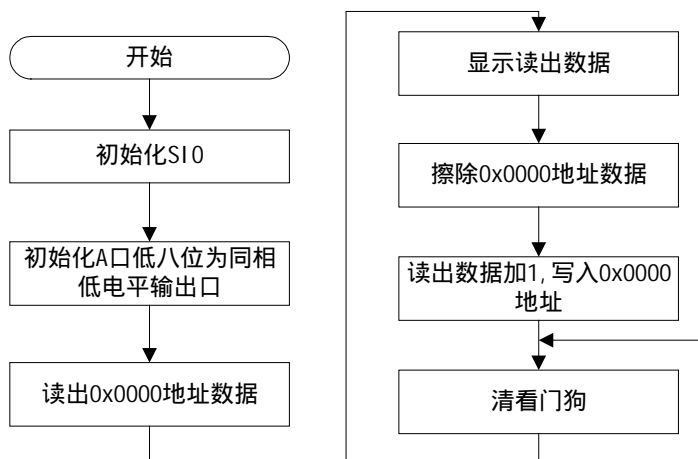 开始
初始化SIO
初始化A口低八位为同相
低电平输出口
读出0x0000地址数据
显示读出数据
擦除0x0000地址数据
读出数据加1,写入0x0000
地址
清看门狗